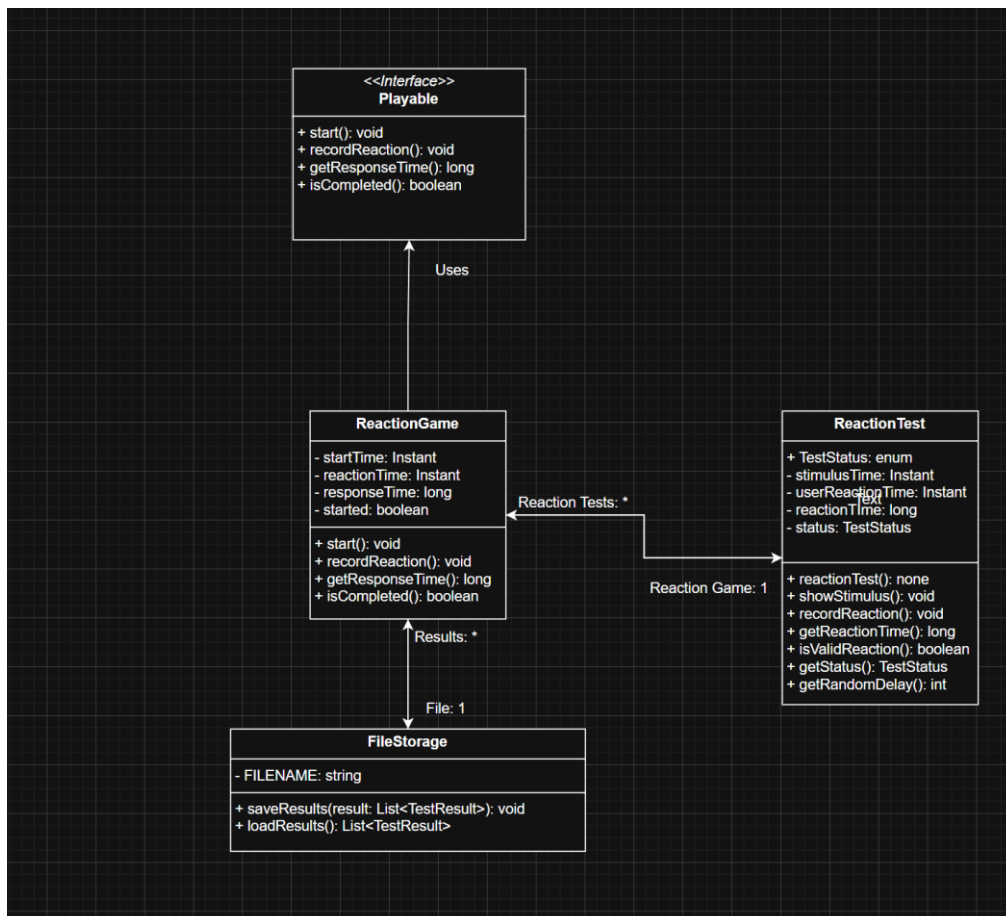 <<Interface>>
Playable
+ start(): void
+ recordReaction(): void
+ getResponseTime(): long
+ isCompleted(): boolean
Uses
ReactionGame
- startTime: Instant
- reactionTime: Instant
- responseTime: long
- started: boolean
+ start(): void
+ recordReaction(): void
+ getResponseTime(): long
+ isCompleted(): boolean
Reaction Tests: *
Reaction Game: 1
ReactionTest
+ TestStatus: enum
- stimulusTime: Instant
- userReactionTime: Instant
Text
- reactionTIme: long
- status: TestStatus
+ reactionTest(): none
+ showStimulus(): void
+ recordReaction(): void
+ getReactionTime(): long
+ isValidReaction(): boolean
+ getStatus(): TestStatus
+ getRandomDelay(): int
Results: *
File: 1
FileStorage
- FILENAME: string
+ saveResults(result: List<TestResult>): void
+ loadResults(): List<TestResult>